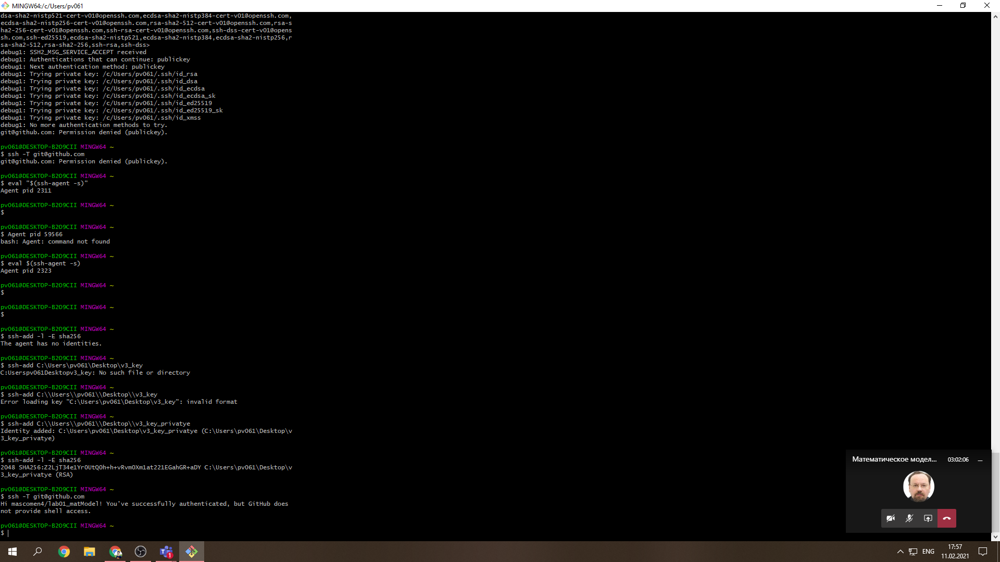 MINGW64:/c/Users/pv061
dsa-sha2-nistp521-cert-v01@openssh.com,ecdsa-sha2-nistp384-cert-v01@openssh.com,
ecdsa-sha2-nistp256-cert-v01@openssh.com,rsa-sha2-512-cert-v01@openssh.com,rsa-s
ha2-256-cert-v01@openssh.com,ssh-rsa-cert-v01@openssh.com,ssh-dss-cert-v01@opens
sh.com,ssh-ed25519,ecdsa-sha2-nistp521,ecdsa-sha2-nistp384,ecdsa-sha2-nistp256,r
sa-sha2-512,rsa-sha2-256,ssh-rsa,ssh-dss>
debug1: SSH2_MSG_SERVICE_ACCEPT received
debug1: Authentications that can continue: publickey
debug1: Next authentication method: publickey
debug1: Trying private key: /c/Users/pv061/.ssh/id_rsa
debug1: Trying private key: /c/Users/pv061/.ssh/id_dsa
debug1: Trying private key: /c/Users/pv061/.ssh/id_ecdsa
debug1: Trying private key: /c/Users/pv061/.ssh/id_ecdsa_sk
debug1: Trying private key: /c/Users/pv061/.ssh/id_ed25519
debug1: Trying private key: /c/Users/pv061/.ssh/id_ed25519_sk
debug1: Trying private key: /c/Users/pv061/.ssh/id_xmss
debug1: No more authentication methods to try.
git@github.com: Permission denied (publickey).
pv061@DESKTOP-B2O9CII MINGW64 ~
$ ssh -T git@github.com
git@github.com: Permission denied (publickey).
pv061@DESKTOP-B2O9CII MINGW64 ~
$ eval "$(ssh-agent -s)"
Agent pid 2311
pv061@DESKTOP-B2O9CII MINGW64 ~
$
pv061@DESKTOP-B2O9CII MINGW64 ~
$ Agent pid 59566
bash: Agent: command not found
pv061@DESKTOP-B2O9CII MINGW64 ~
$ eval $(ssh-agent -s)
Agent pid 2323
pv061@DESKTOP-B2O9CII MINGW64 ~
$
pv061@DESKTOP-B2O9CII MINGW64 ~
$
pv061@DESKTOP-B2O9CII MINGW64 ~
$ ssh-add -l -E sha256
The agent has no identities.
pv061@DESKTOP-B2O9CII MINGW64 ~
$ ssh-add C:\Users\pv061\Desktop\v3_key
C:Userspv061Desktopv3_key: No such file or directory
pv061@DESKTOP-B2O9CII MINGW64 ~
$ ssh-add C:\\Users\\pv061\\Desktop\\v3_key
Error loading key "C:\Users\pv061\Desktop\v3_key": invalid format
pv061@DESKTOP-B2O9CII MINGW64 ~
$ ssh-add C:\\Users\\pv061\\Desktop\\v3_key_privatye
Identity added: C:\Users\pv061\Desktop\v3_key_privatye (C:\Users\pv061\Desktop\v
3_key_privatye)
pv061@DESKTOP-B2O9CII MINGW64 ~
$ ssh-add -l -E sha256
2048 SHA256:Z2LjT34e1YrOUtQOh+h+vRvmOXm1at221EGahGR+aDY C:\Users\pv061\Desktop\v
3_key_privatye (RSA)
pv061@DESKTOP-B2O9CII MINGW64 ~
$ ssh -T git@github.com
Hi mascomen4/lab01_matModel! You've successfully authenticated, but GitHub does
not provide shell access.
pv061@DESKTOP-B2O9CII MINGW64 ~
$
Математическое модел...
03:02:06
1
ENG
17:57
11.02.2021